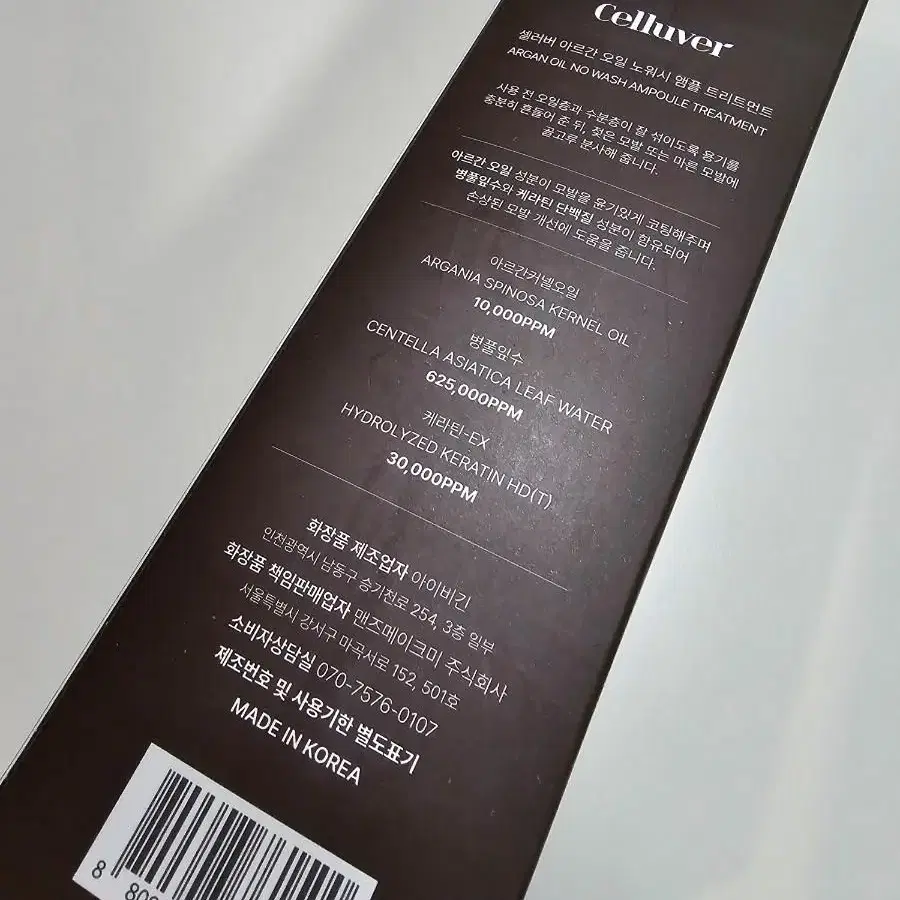 Celluver
셀러버 아르간 오일 노워시 앰플 트리트먼트
ARGAN OIL NO WASH AMPOULE TREATMENT
사용 전 오일층과 수분층이 잘 섞이도록 용기를
충분히 흔들어 준 뒤, 젖은 모발 또는 마른 모발에
골고루 분사해 줍니다.
아르간 오일 성분이 모발을 윤기있게 코팅해주며
병풀잎수와 케라틴 단백질 성분이 함유되어
손상된 모발 개선에 도움을 줍니다.
아르간커넬오일
ARGANIA SPINOSA KERNEL OIL
10,000PPM
병풀잎수
CENTELLA ASIATICA LEAF WATER
625,000PPM
케라틴-EX
HYDROLYZED KERATIN HD(T)
30,000PPM
화장품 제조업자 아이비긴
인천광역시 남동구 승기천로 254, 3층 일부
화장품 책임판매업자 맨즈메이크미 주식회사
서울특별시 강서구 마곡서로 152, 501호
소비자상담실 070-7576-0107
제조번호 및 사용기한 별도표기
MADE IN KOREA
8